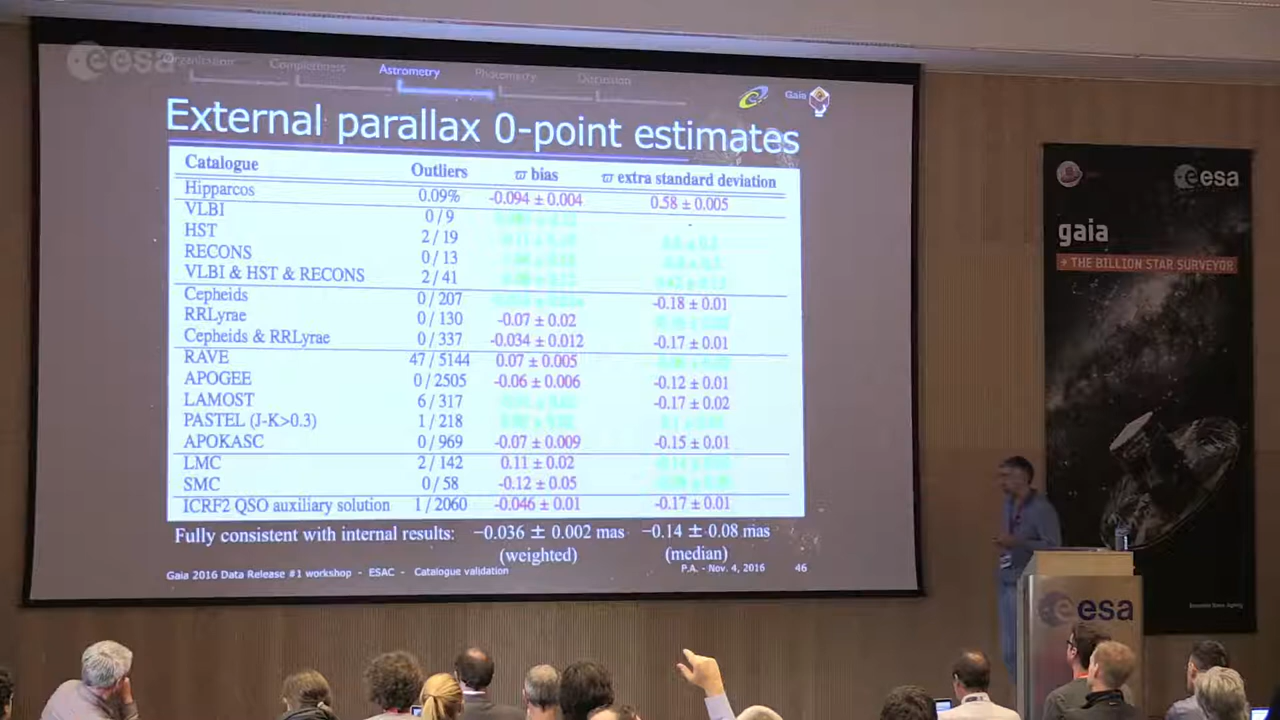 esa
Organisation Completeness Astrometry Photometry Discussion
Gaia
External parallax 0-point estimates
Catalogue Outliers ϖ bias ϖ extra standard deviation
Hipparcos 0.09% -0.094 ± 0.004 0.58 ± 0.005
VLBI 0 / 9
HST 2 / 19
RECONS 0 / 13
VLBI & HST & RECONS 2 / 41
Cepheids 0 / 207 -0.18 ± 0.01
RRLyrae 0 / 130 -0.07 ± 0.02
Cepheids & RRLyrae 0 / 337 -0.034 ± 0.012 -0.17 ± 0.01
RAVE 47 / 5144 0.07 ± 0.005
APOGEE 0 / 2505 -0.06 ± 0.006 -0.12 ± 0.01
LAMOST 6 / 317 -0.17 ± 0.02
PASTEL (J-K>0.3) 1 / 218
APOKASC 0 / 969 -0.07 ± 0.009 -0.15 ± 0.01
LMC 2 / 142 0.11 ± 0.02
SMC 0 / 58 -0.12 ± 0.05
ICRF2 QSO auxiliary solution 1 / 2060 -0.046 ± 0.01 -0.17 ± 0.01
Fully consistent with internal results: −0.036 ± 0.002 mas −0.14 ± 0.08 mas
(weighted) (median)
Gaia 2016 Data Release #1 workshop - ESAC - Catalogue validation P.A. - Nov. 4, 2016 46
esa
gaia
→ THE BILLION STAR SURVEYOR
esa